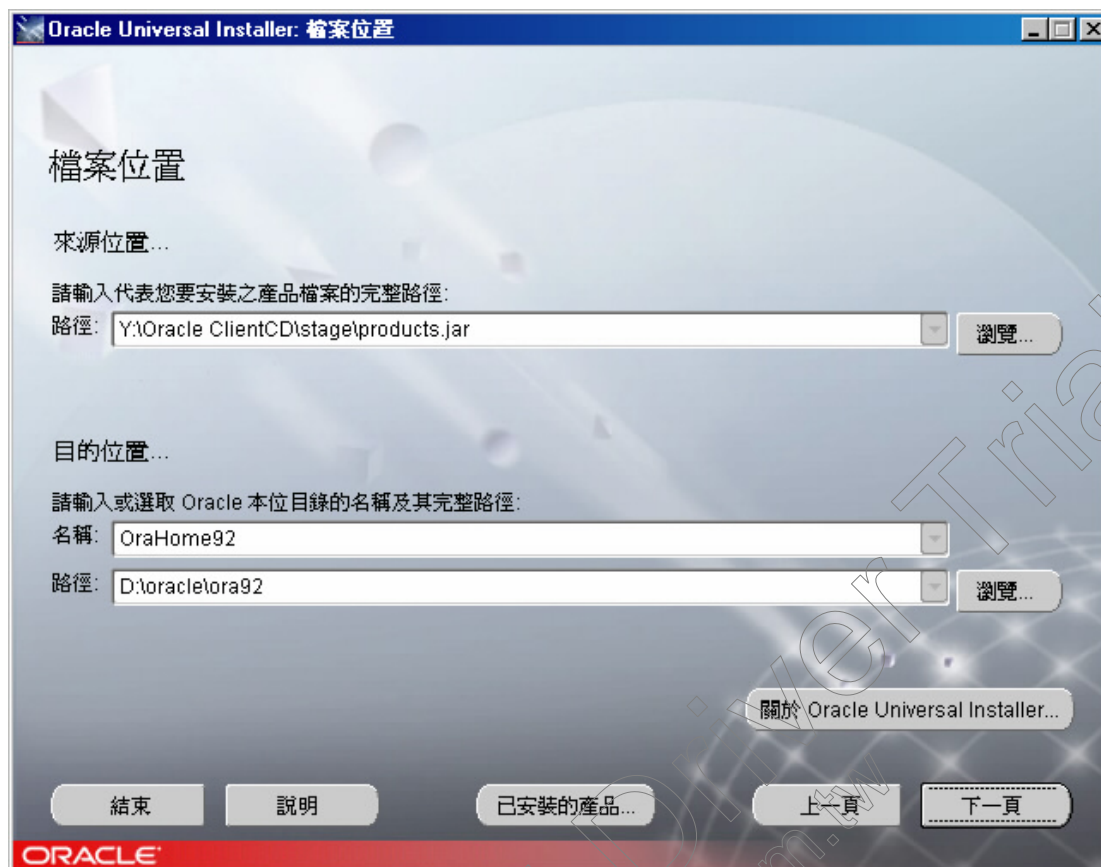 Oracle Universal Installer: 檔案位置
檔案位置
來源位置...
請輸入代表您要安裝之產品檔案的完整路徑:
路徑: Y:\Oracle ClientCD\stage\products.jar 瀏覽...
目的位置...
請輸入或選取 Oracle 本位目錄的名稱及其完整路徑:
名稱: OraHome92
路徑: D:\oracle\ora92 瀏覽...
關於 Oracle Universal Installer...
結束 說明 已安裝的產品... 上一頁 下一頁
ORACLE
Driver Trial
m.tw